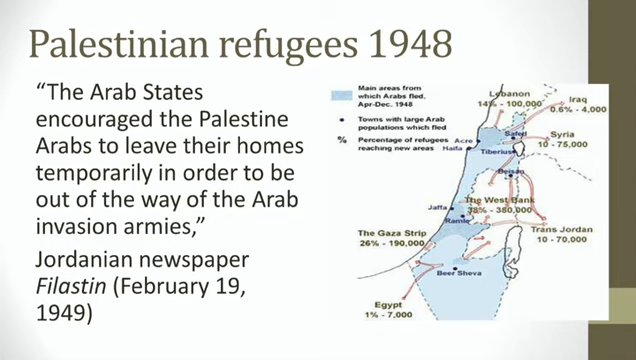 Palestinian refugees 1948
“The Arab States
encouraged the Palestine
Arabs to leave their homes
temporarily in order to be
out of the way of the Arab
invasion armies,”
Jordanian newspaper
Filastin (February 19,
1949)
Main areas from
which Arabs fled.
Apr-Dec. 1948
Towns with large Arab
populations which fled
% Percentage of refugees
reaching new areas
Lebanon
14% - 100,000
Iraq
0.6% - 4,000
Syria
10 - 75,000
Acre
Haifa
Safed
Tiberius
Beisan
The West Bank
38% - 380,000
Jaffa
Ramle
Trans Jordan
10 - 70,000
The Gaza Strip
26% - 190,000
Beer Sheva
Egypt
1% - 7,000